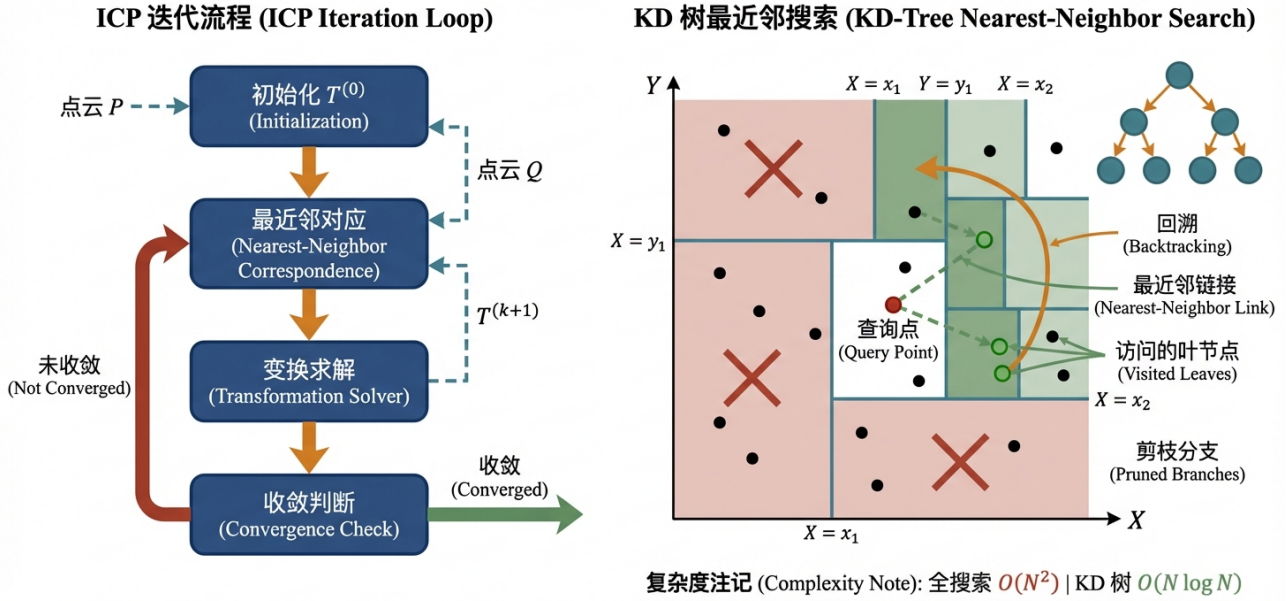 ICP 迭代流程 (ICP Iteration Loop)
点云 P
初始化 T^(0)
(Initialization)
点云 Q
最近邻对应
(Nearest-Neighbor
Correspondence)
T^(k+1)
变换求解
(Transformation Solver)
未收敛
(Not Converged)
收敛判断
(Convergence Check)
收敛
(Converged)
KD 树最近邻搜索 (KD-Tree Nearest-Neighbor Search)
Y
X = x₁
Y = y₁
X = x₂
X = y₁
查询点
(Query Point)
回溯
(Backtracking)
最近邻链接
(Nearest-Neighbor Link)
访问的叶节点
(Visited Leaves)
X = x₂
剪枝分支
(Pruned Branches)
X
X = x₁
复杂度注记 (Complexity Note): 全搜索 O(N²) | KD 树 O(N log N)